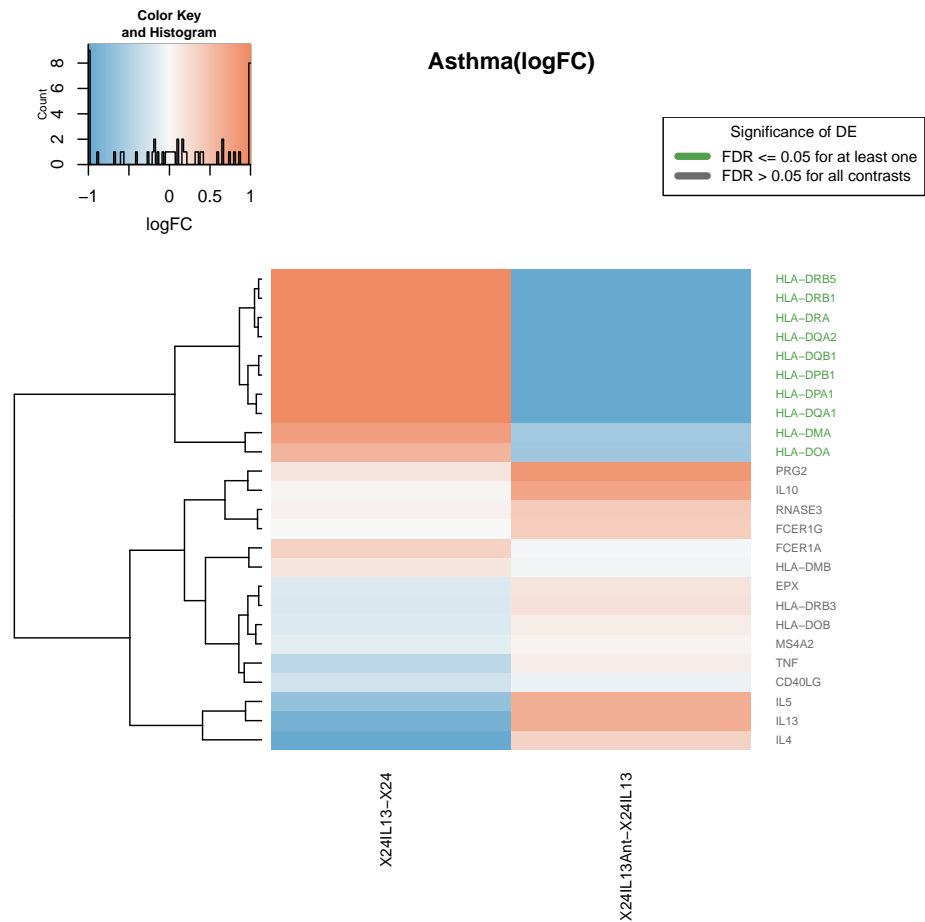 Color Key
and Histogram
Count
0 2 4 6 8
−1 0 0.5 1
logFC
Asthma(logFC)
Significance of DE
FDR <= 0.05 for at least one
FDR > 0.05 for all contrasts
HLA−DRB5
HLA−DRB1
HLA−DRA
HLA−DQA2
HLA−DQB1
HLA−DPB1
HLA−DPA1
HLA−DQA1
HLA−DMA
HLA−DOA
PRG2
IL10
RNASE3
FCER1G
FCER1A
HLA−DMB
EPX
HLA−DRB3
HLA−DOB
MS4A2
TNF
CD40LG
IL5
IL13
IL4
X24IL13−X24
X24IL13Ant−X24IL13